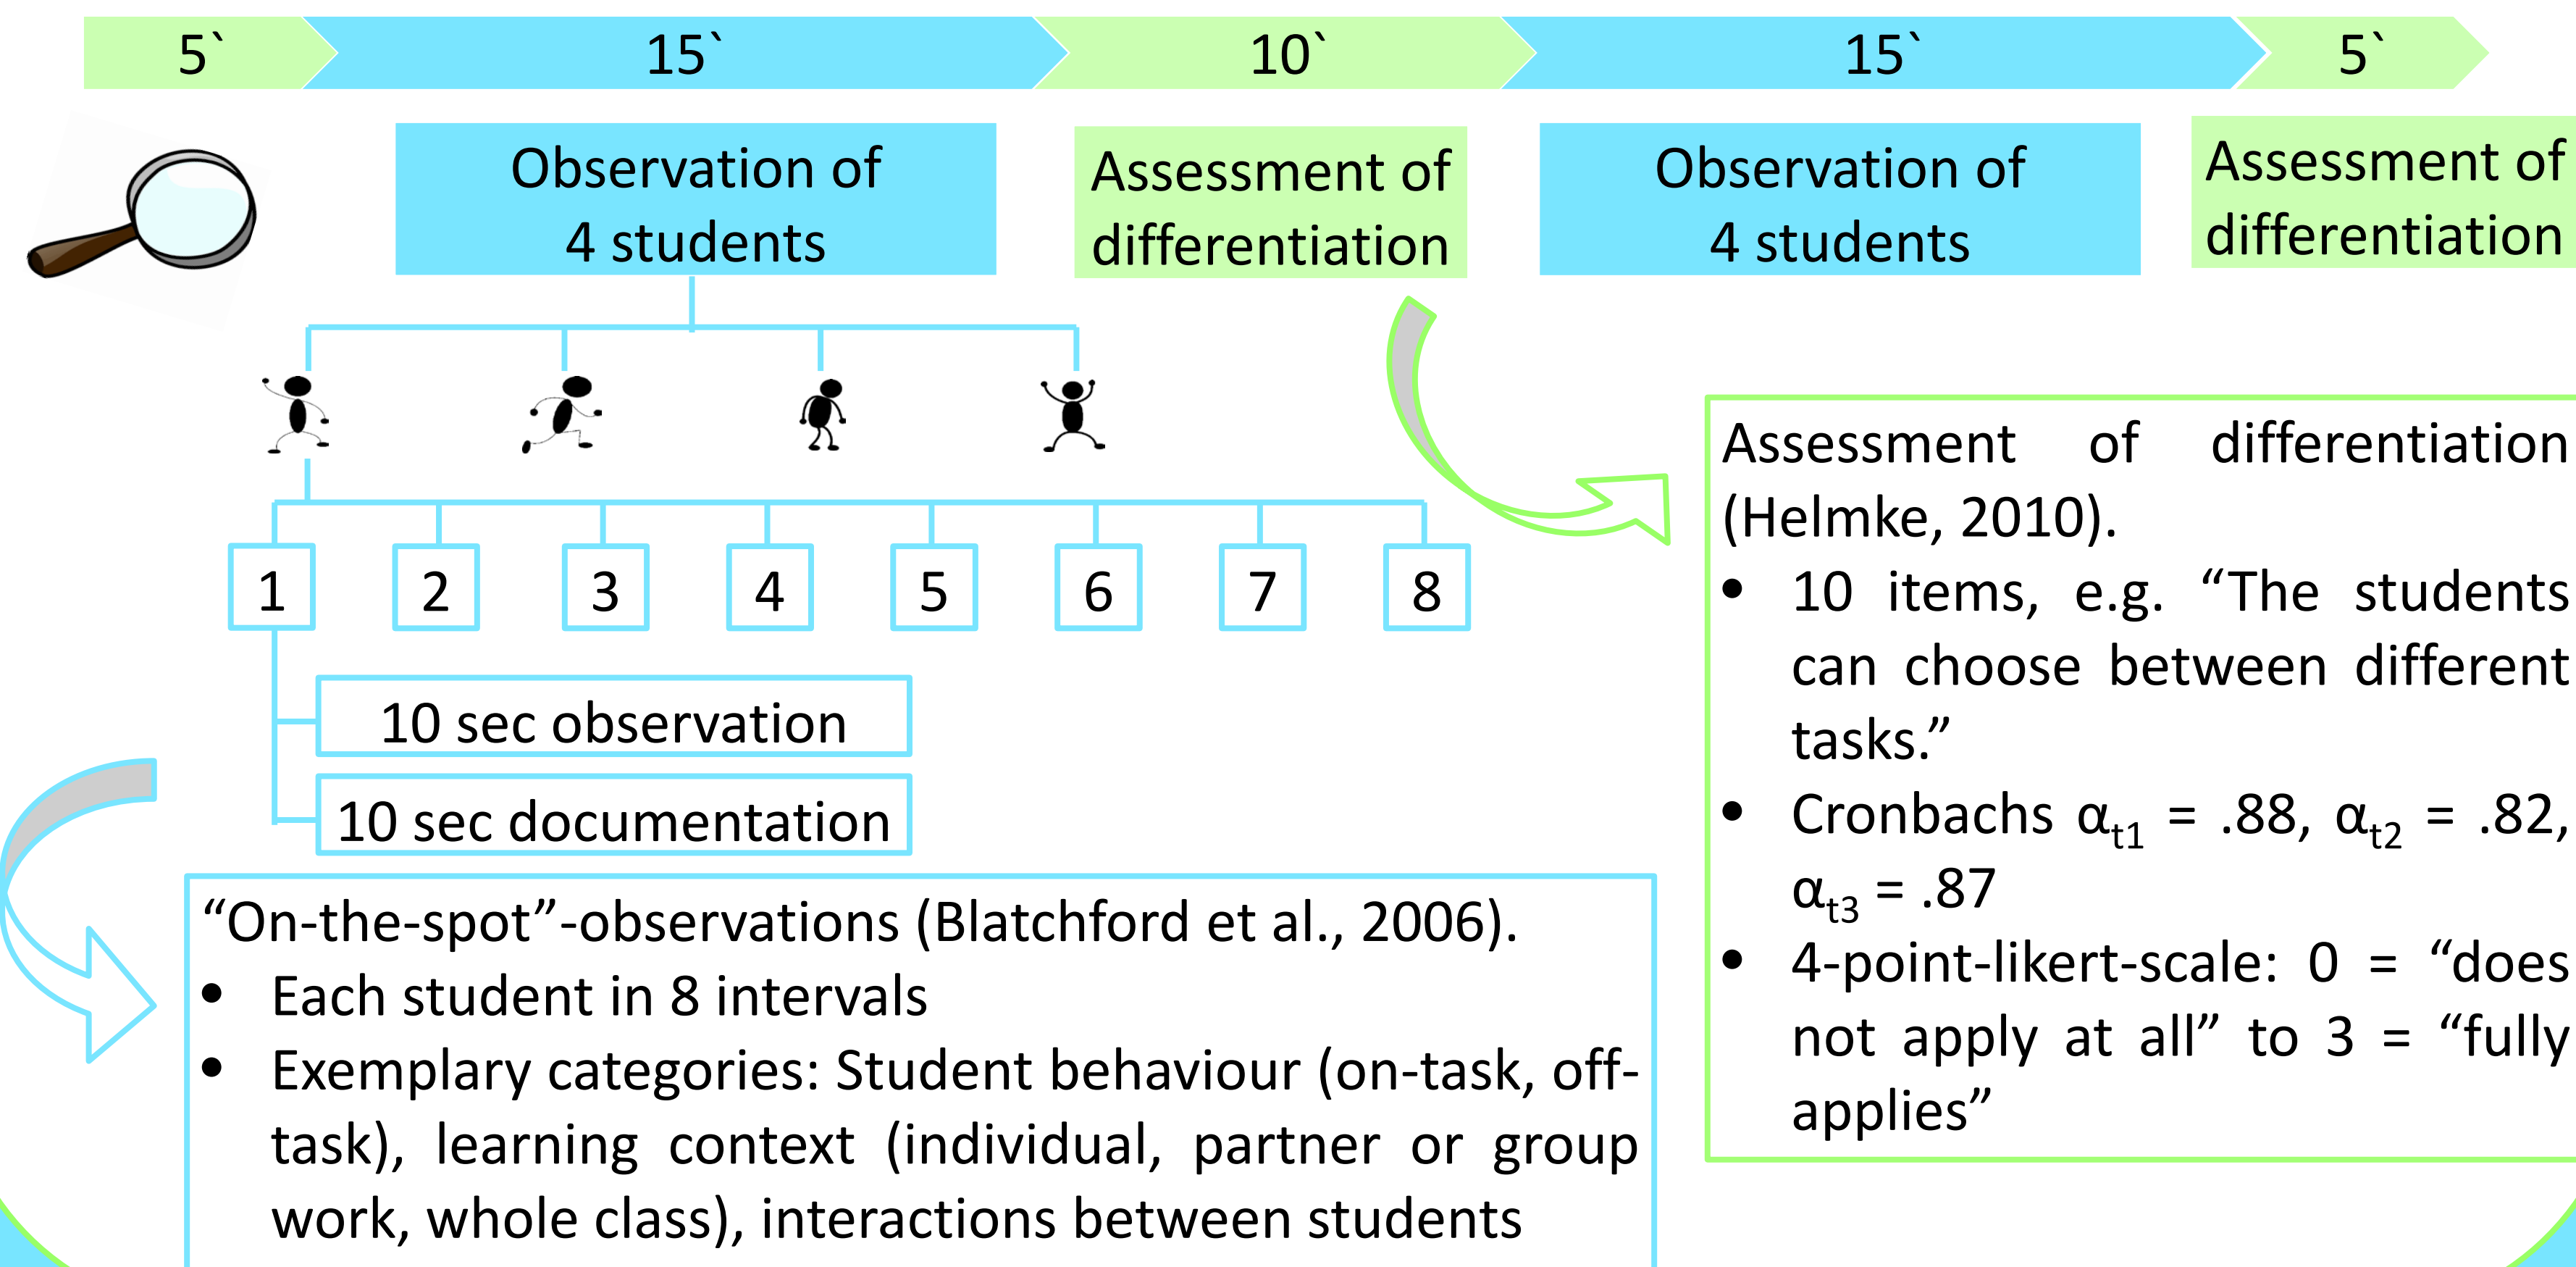 5`
15`
10`
15`
5`
Observation of
4 students
Assessment of
differentiation
Observation of
4 students
Assessment of
differentiation
1
2
3
4
5
6
7
8
10 sec observation
10 sec documentation
“On-the-spot”-observations (Blatchford et al., 2006).
• Each student in 8 intervals
• Exemplary categories: Student behaviour (on-task, off-
task), learning context (individual, partner or group
work, whole class), interactions between students
Assessment of differentiation
(Helmke, 2010).
• 10 items, e.g. “The students
can choose between different
tasks.”
• Cronbachs αt1 = .88, αt2 = .82,
αt3 = .87
• 4-point-likert-scale: 0 = “does
not apply at all” to 3 = “fully
applies”